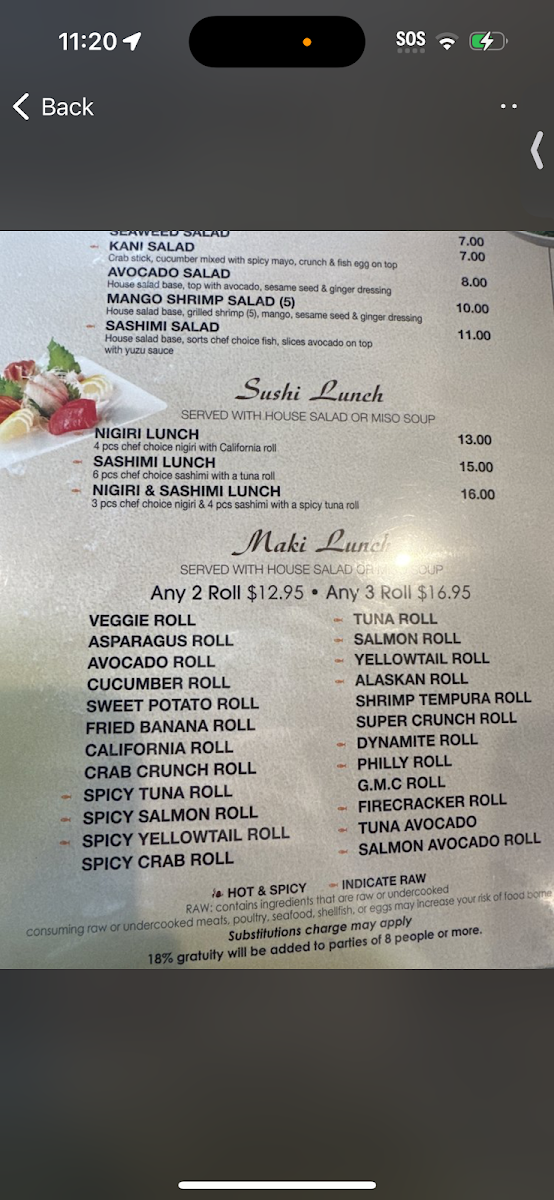 11:20
SOS
Back
SEAWEED SALAD 7.00
KANI SALAD 7.00
Crab stick, cucumber mixed with spicy mayo, crunch & fish egg on top
AVOCADO SALAD 8.00
House salad base, top with avocado, sesame seed & ginger dressing
MANGO SHRIMP SALAD (5) 10.00
House salad base, grilled shrimp (5), mango, sesame seed & ginger dressing
SASHIMI SALAD 11.00
House salad base, sorts chef choice fish, slices avocado on top
with yuzu sauce
Sushi Lunch
SERVED WITH HOUSE SALAD OR MISO SOUP
NIGIRI LUNCH 13.00
4 pcs chef choice nigiri with California roll
SASHIMI LUNCH 15.00
6 pcs chef choice sashimi with a tuna roll
NIGIRI & SASHIMI LUNCH 16.00
3 pcs chef choice nigiri & 4 pcs sashimi with a spicy tuna roll
Maki Lunch
SERVED WITH HOUSE SALAD OR MISO SOUP
Any 2 Roll $12.95 • Any 3 Roll $16.95
VEGGIE ROLL
ASPARAGUS ROLL
AVOCADO ROLL
CUCUMBER ROLL
SWEET POTATO ROLL
FRIED BANANA ROLL
CALIFORNIA ROLL
CRAB CRUNCH ROLL
SPICY TUNA ROLL
SPICY SALMON ROLL
SPICY YELLOWTAIL ROLL
SPICY CRAB ROLL
TUNA ROLL
SALMON ROLL
YELLOWTAIL ROLL
ALASKAN ROLL
SHRIMP TEMPURA ROLL
SUPER CRUNCH ROLL
DYNAMITE ROLL
PHILLY ROLL
G.M.C ROLL
FIRECRACKER ROLL
TUNA AVOCADO
SALMON AVOCADO ROLL
HOT & SPICY INDICATE RAW
RAW: contains ingredients that are raw or undercooked
consuming raw or undercooked meats, poultry, seafood, shellfish, or eggs may increase your risk of food borne
Substitutions charge may apply
18% gratuity will be added to parties of 8 people or more.